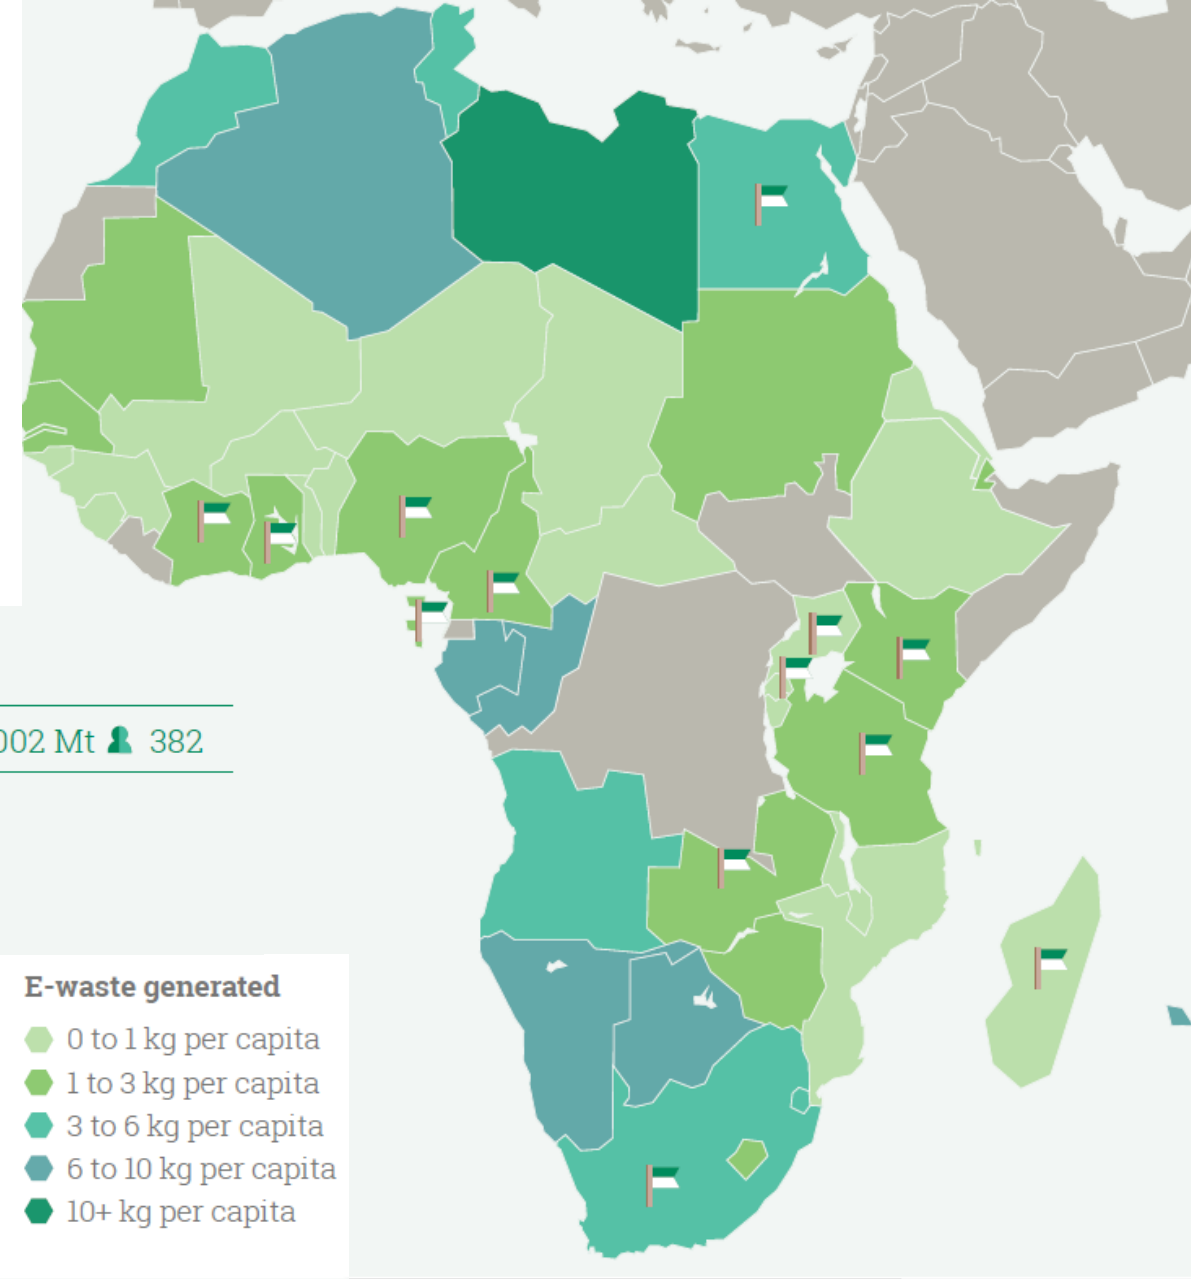 002 Mt 382
E-waste generated
0 to 1 kg per capita
1 to 3 kg per capita
3 to 6 kg per capita
6 to 10 kg per capita
10+ kg per capita